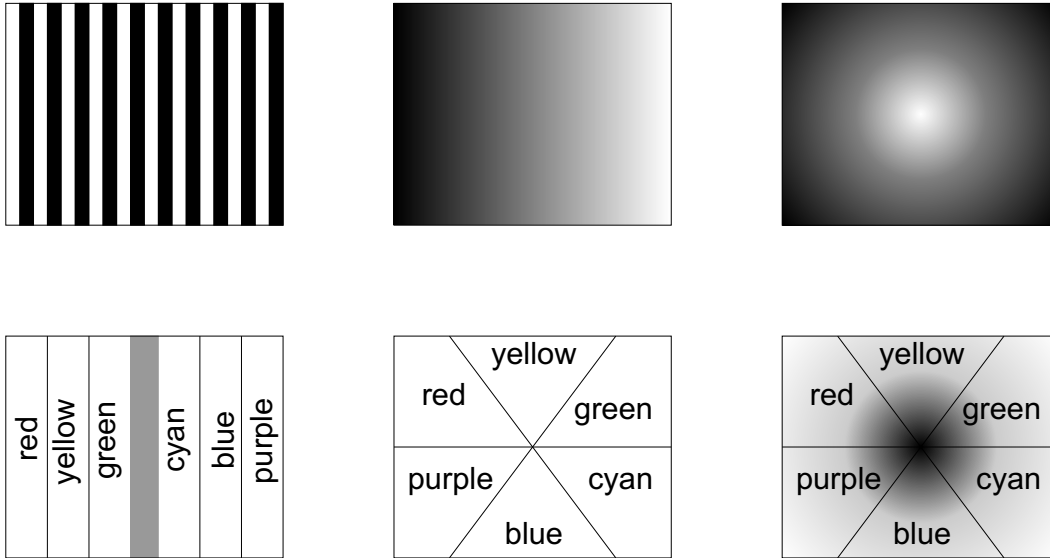 red
yellow
green
cyan
blue
purple
yellow
red
green
purple
cyan
blue
yellow
red
green
purple
cyan
blue